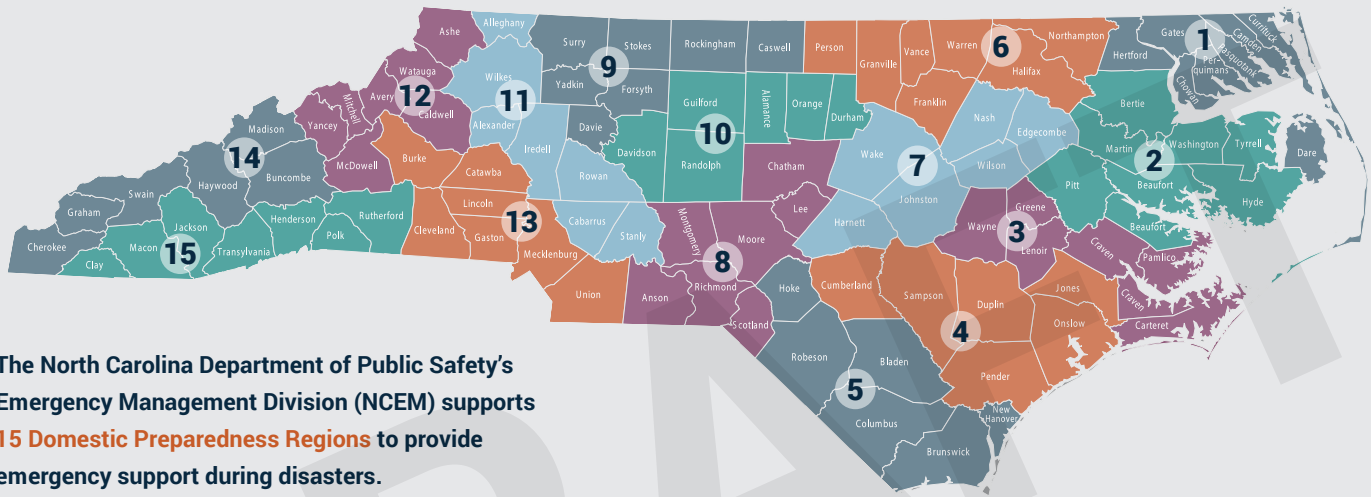 Alleghany
Ashe
Surry
Stokes
Rockingham
Caswell
Person
Granville
Vance
Warren
6
Northampton
Halifax
Franklin
Hertford
Gates
1
Currituck
Camden
Pasquotank
Per-
quimans
Chowan
Watauga
12
Avery
Mitchell
Caldwell
Yancey
McDowell
Wilkes
11
Alexander
Iredell
9
Yadkin
Forsyth
Davie
Rowan
Cabarrus
Stanly
Guilford
10
Alamance
Orange
Durham
Davidson
Randolph
Chatham
Wake
7
Nash
Edgecombe
Wilson
Johnston
Harnett
Bertie
Martin
2
Washington
Tyrrell
Dare
Beaufort
Hyde
Pitt
Beaufort
Madison
14
Buncombe
Haywood
Swain
Graham
Cherokee
Burke
Catawba
Lincoln
13
Cleveland
Gaston
Mecklenburg
Union
Rutherford
Polk
Henderson
Transylvania
Jackson
Macon
15
Clay
Montgomery
Moore
Lee
8
Richmond
Anson
Scotland
Greene
Wayne
3
Lenoir
Craven
Pamlico
Craven
Carteret
Hoke
Cumberland
Sampson
Duplin
Jones
4
Onslow
Pender
Robeson
Bladen
5
Columbus
New
Hanover
Brunswick
The North Carolina Department of Public Safety's
Emergency Management Division (NCEM) supports
15 Domestic Preparedness Regions to provide
emergency support during disasters.